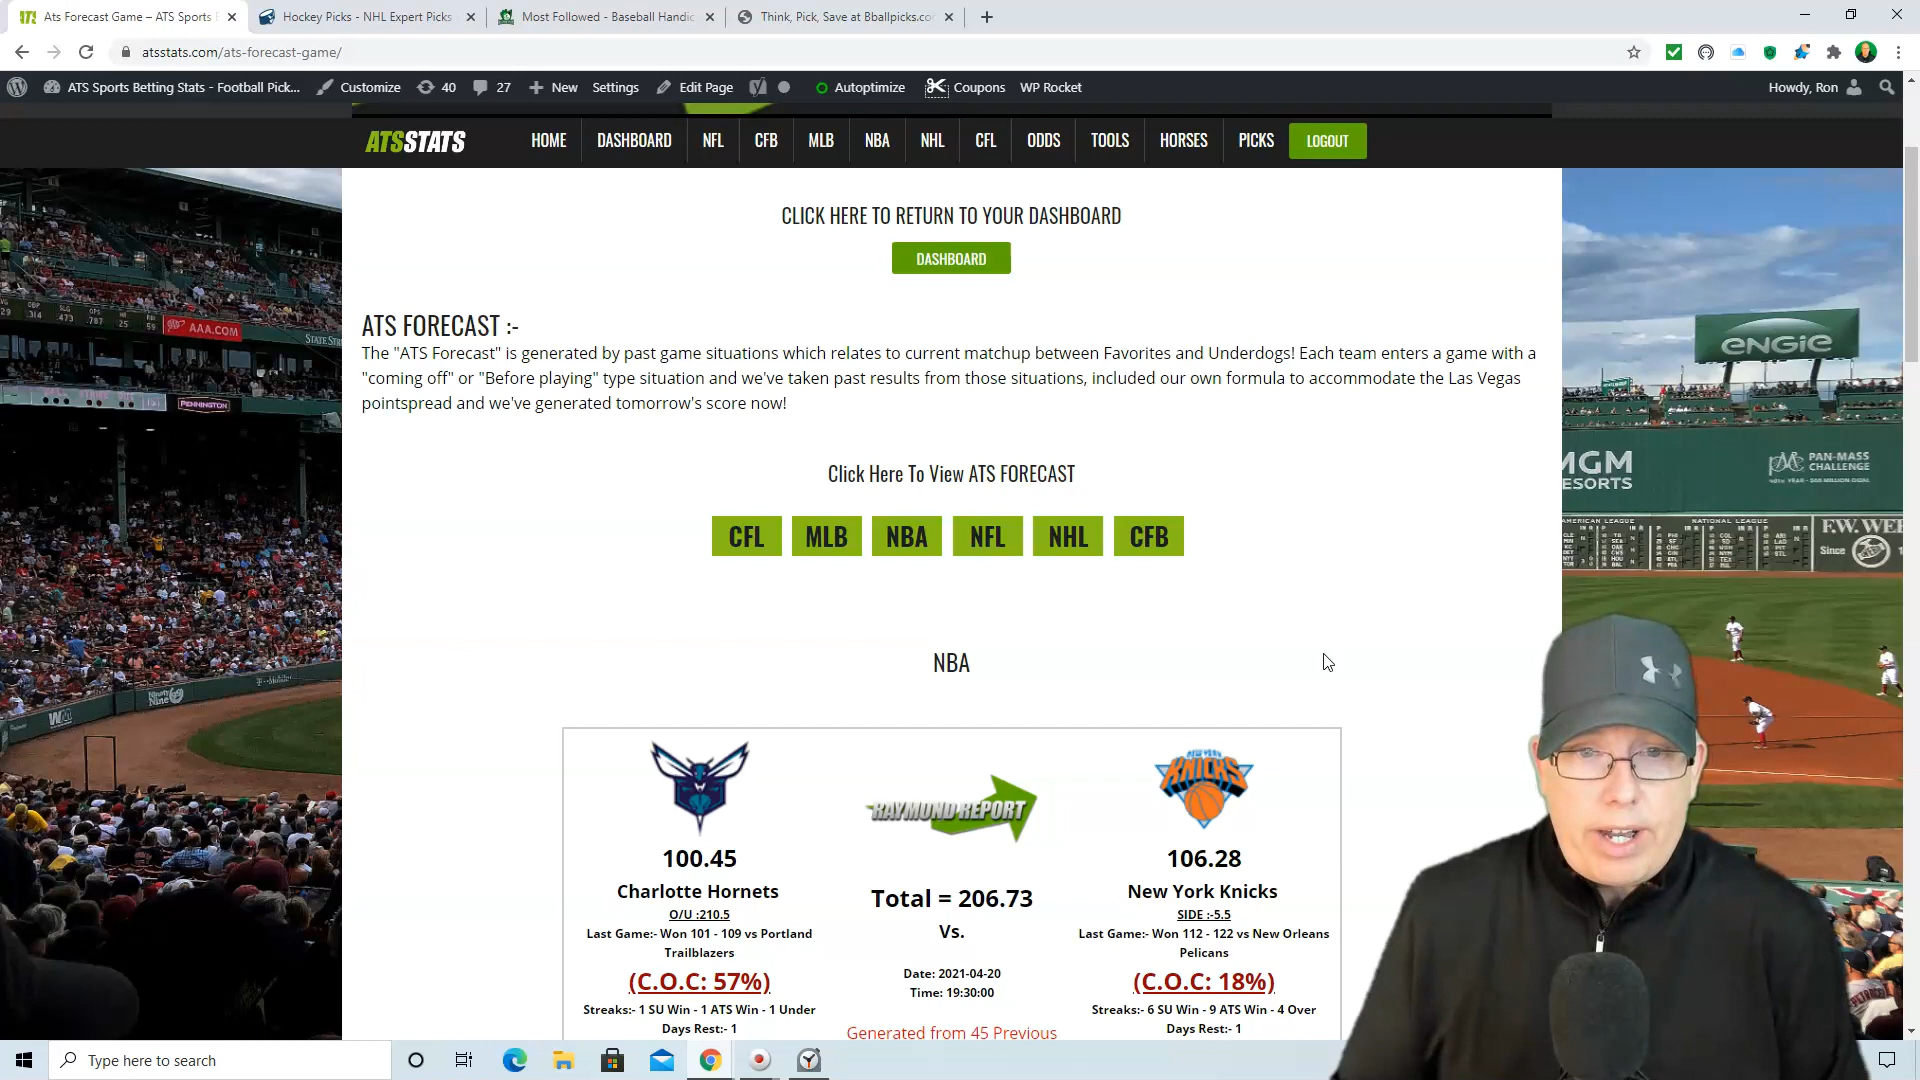 Ats Forecast Game – ATS Sports
Hockey Picks - NHL Expert Picks
Most Followed - Baseball Handic
Think, Pick, Save at Bballpicks.co
atsstats.com/ats-forecast-game/
ATS Sports Betting Stats - Football Pick... Customize 40 27 New Settings Edit Page Autoptimize Coupons WP Rocket Howdy, Ron
ATSSTATS HOME DASHBOARD NFL CFB MLB NBA NHL CFL ODDS TOOLS HORSES PICKS LOGOUT
CLICK HERE TO RETURN TO YOUR DASHBOARD
DASHBOARD
ATS FORECAST :-
The "ATS Forecast" is generated by past game situations which relates to current matchup between Favorites and Underdogs! Each team enters a game with a
"coming off" or "Before playing" type situation and we've taken past results from those situations, included our own formula to accommodate the Las Vegas
pointspread and we've generated tomorrow's score now!
Click Here To View ATS FORECAST
CFL MLB NBA NFL NHL CFB
NBA
NEW YORK
KNICKS
RAYMOND REPORT
100.45
Charlotte Hornets
O/U :210.5
Last Game:- Won 101 - 109 vs Portland
Trailblazers
(C.O.C: 57%)
Streaks:- 1 SU Win - 1 ATS Win - 1 Under
Days Rest:- 1
Total = 206.73
Vs.
Date: 2021-04-20
Time: 19:30:00
Generated from 45 Previous
106.28
New York Knicks
SIDE :-5.5
Last Game:- Won 112 - 122 vs New Orleans
Pelicans
(C.O.C: 18%)
Streaks:- 6 SU Win - 9 ATS Win - 4 Over
Days Rest:- 1
AAA.COM
PENNINGTON
ENGIE
MGM
RESORTS
PAN-MASS
CHALLENGE
AMERICAN LEAGUE
NATIONAL LEAGUE
F.W. WE
Since
Type here to search